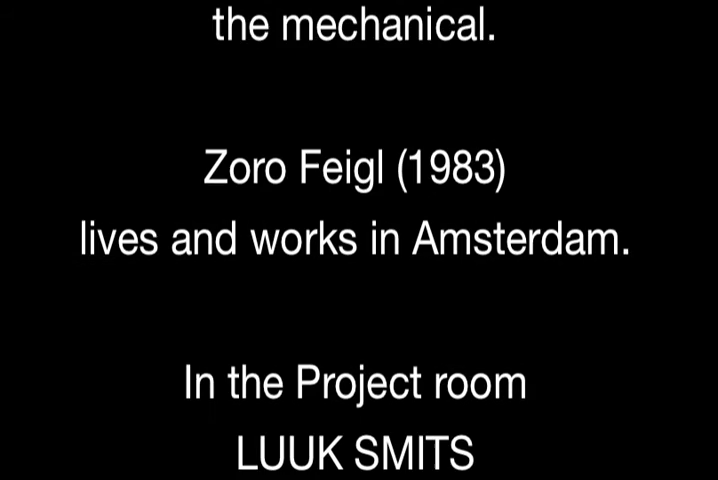 the mechanical.
Zoro Feigl (1983)
lives and works in Amsterdam.
In the Project room
LUUK SMITS